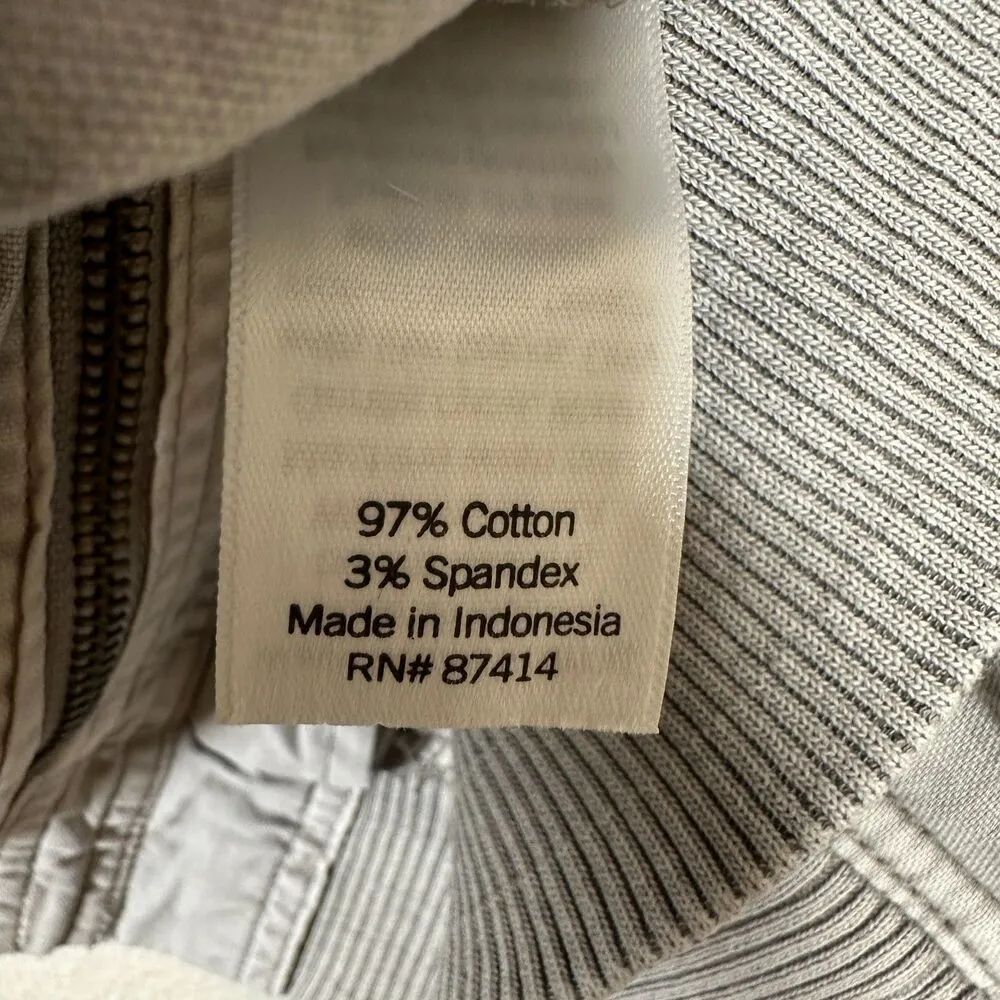 97% Cotton
3% Spandex
Made in Indonesia
RN# 87414